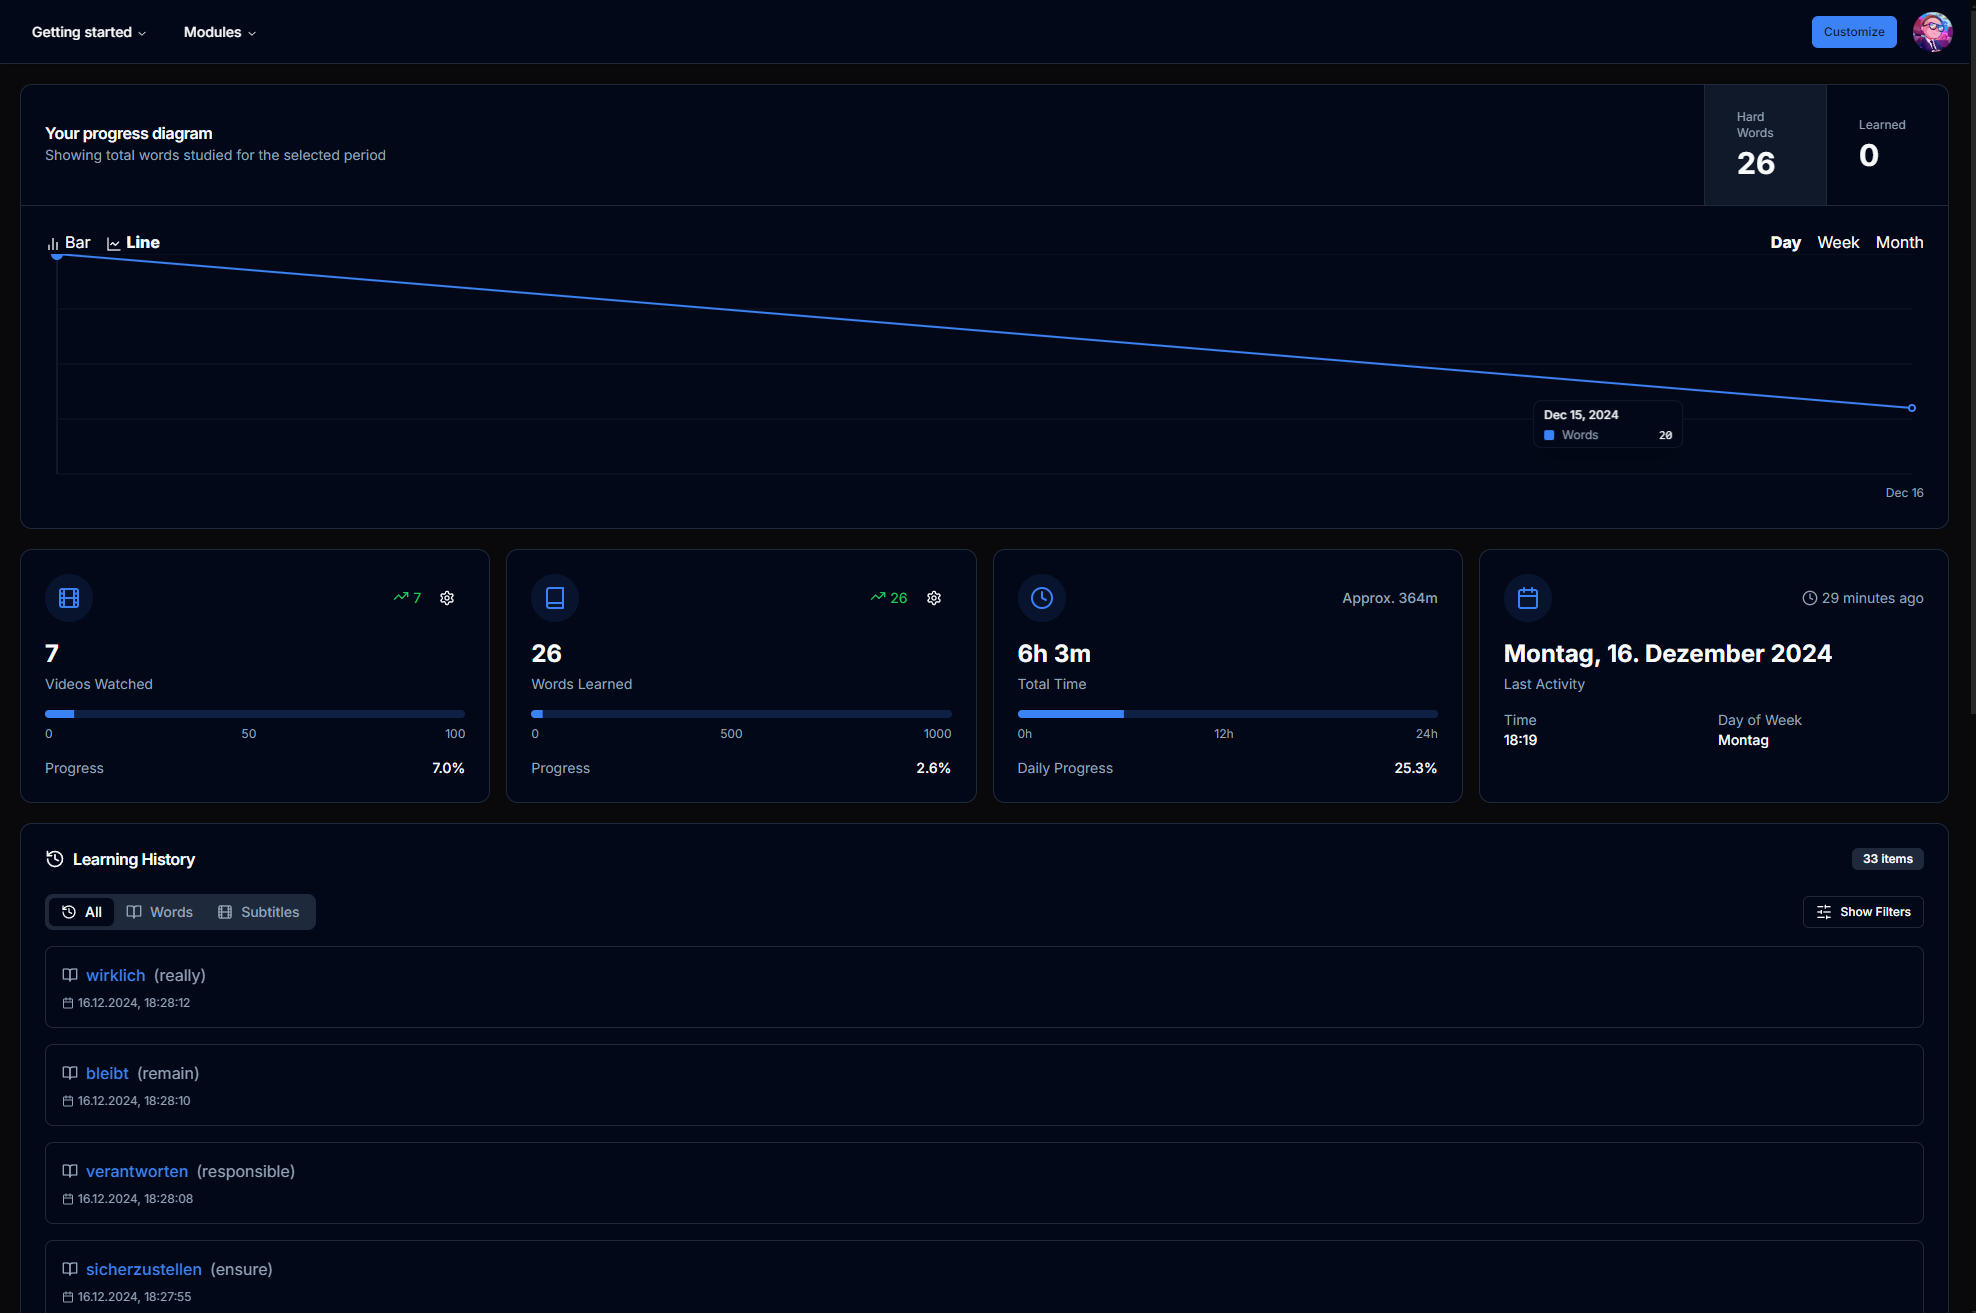 Getting started
Modules
Customize
Your progress diagram
Showing total words studied for the selected period
Hard
Words
26
Learned
0
Bar
Line
Day
Week
Month
Dec 15, 2024
Words 20
Dec 16
7
7
Videos Watched
0 50 100
Progress 7.0%
26
26
Words Learned
0 500 1000
Progress 2.6%
Approx. 364m
6h 3m
Total Time
0h 12h 24h
Daily Progress 25.3%
29 minutes ago
Montag, 16. Dezember 2024
Last Activity
Time
18:19
Day of Week
Montag
Learning History
33 items
All
Words
Subtitles
Show Filters
wirklich (really)
16.12.2024, 18:28:12
bleibt (remain)
16.12.2024, 18:28:10
verantworten (responsible)
16.12.2024, 18:28:08
sicherzustellen (ensure)
16.12.2024, 18:27:55